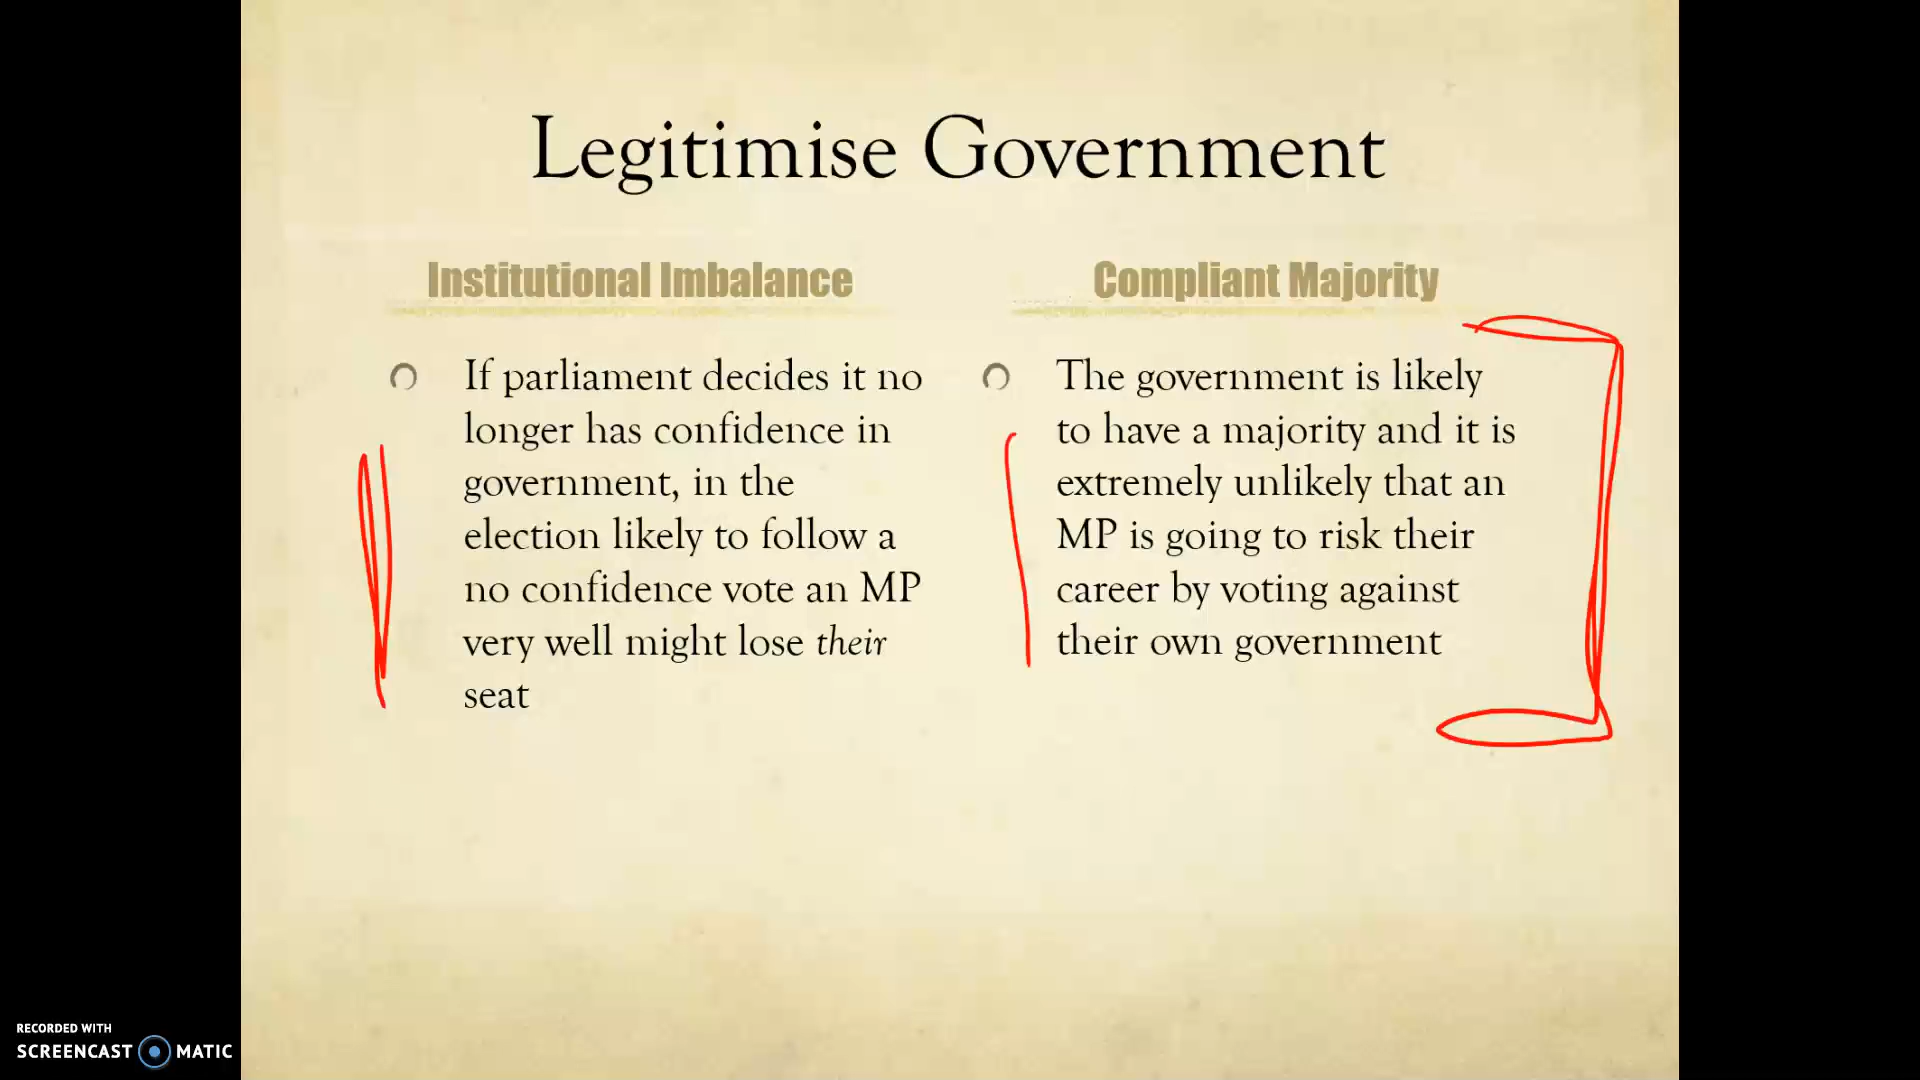 Legitimise Government
Institutional Imbalance
If parliament decides it no
longer has confidence in
government, in the
election likely to follow a
no confidence vote an MP
very well might lose their
seat
Compliant Majority
The government is likely
to have a majority and it is
extremely unlikely that an
MP is going to risk their
career by voting against
their own government
RECORDED WITH
SCREENCAST MATIC